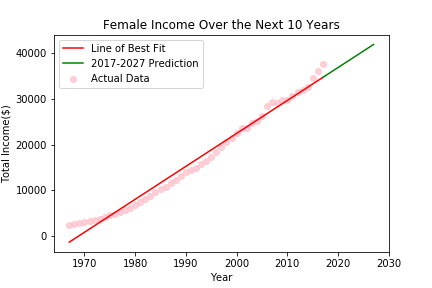 Female Income Over the Next 10 Years
Line of Best Fit
2017-2027 Prediction
Actual Data
Total Income($)
40000
30000
20000
10000
0
1970
1980
1990
2000
2010
2020
2030
Year